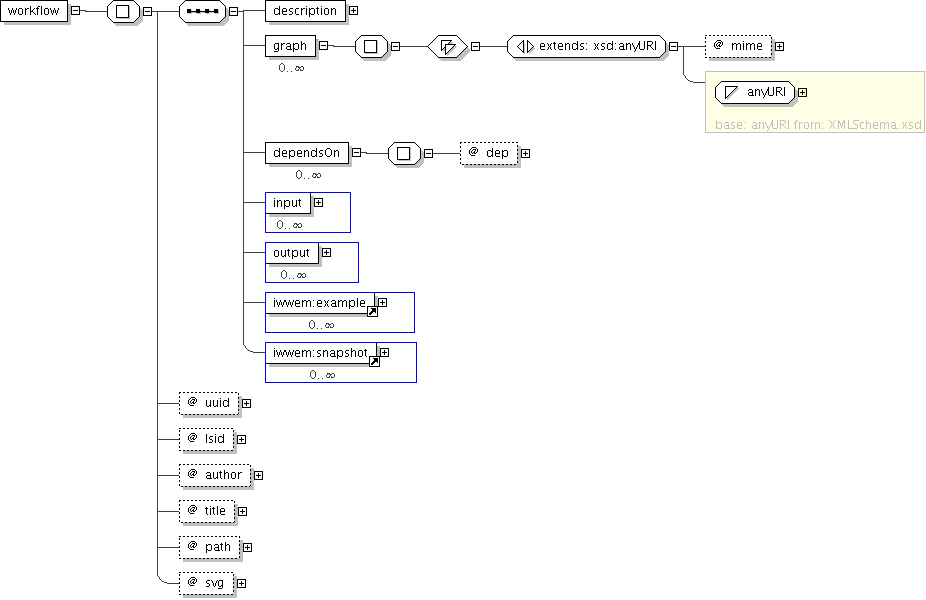 workflow
description
graph
0..∞
extends: xsd:anyURI
@ mime
anyURI
base: anyURI from: XMLSchema.xsd
dependsOn
0..∞
@ dep
input
0..∞
output
0..∞
iwwem:example
0..∞
iwwem:snapshot
0..∞
@ uuid
@ lsid
@ author
@ title
@ path
@ svg